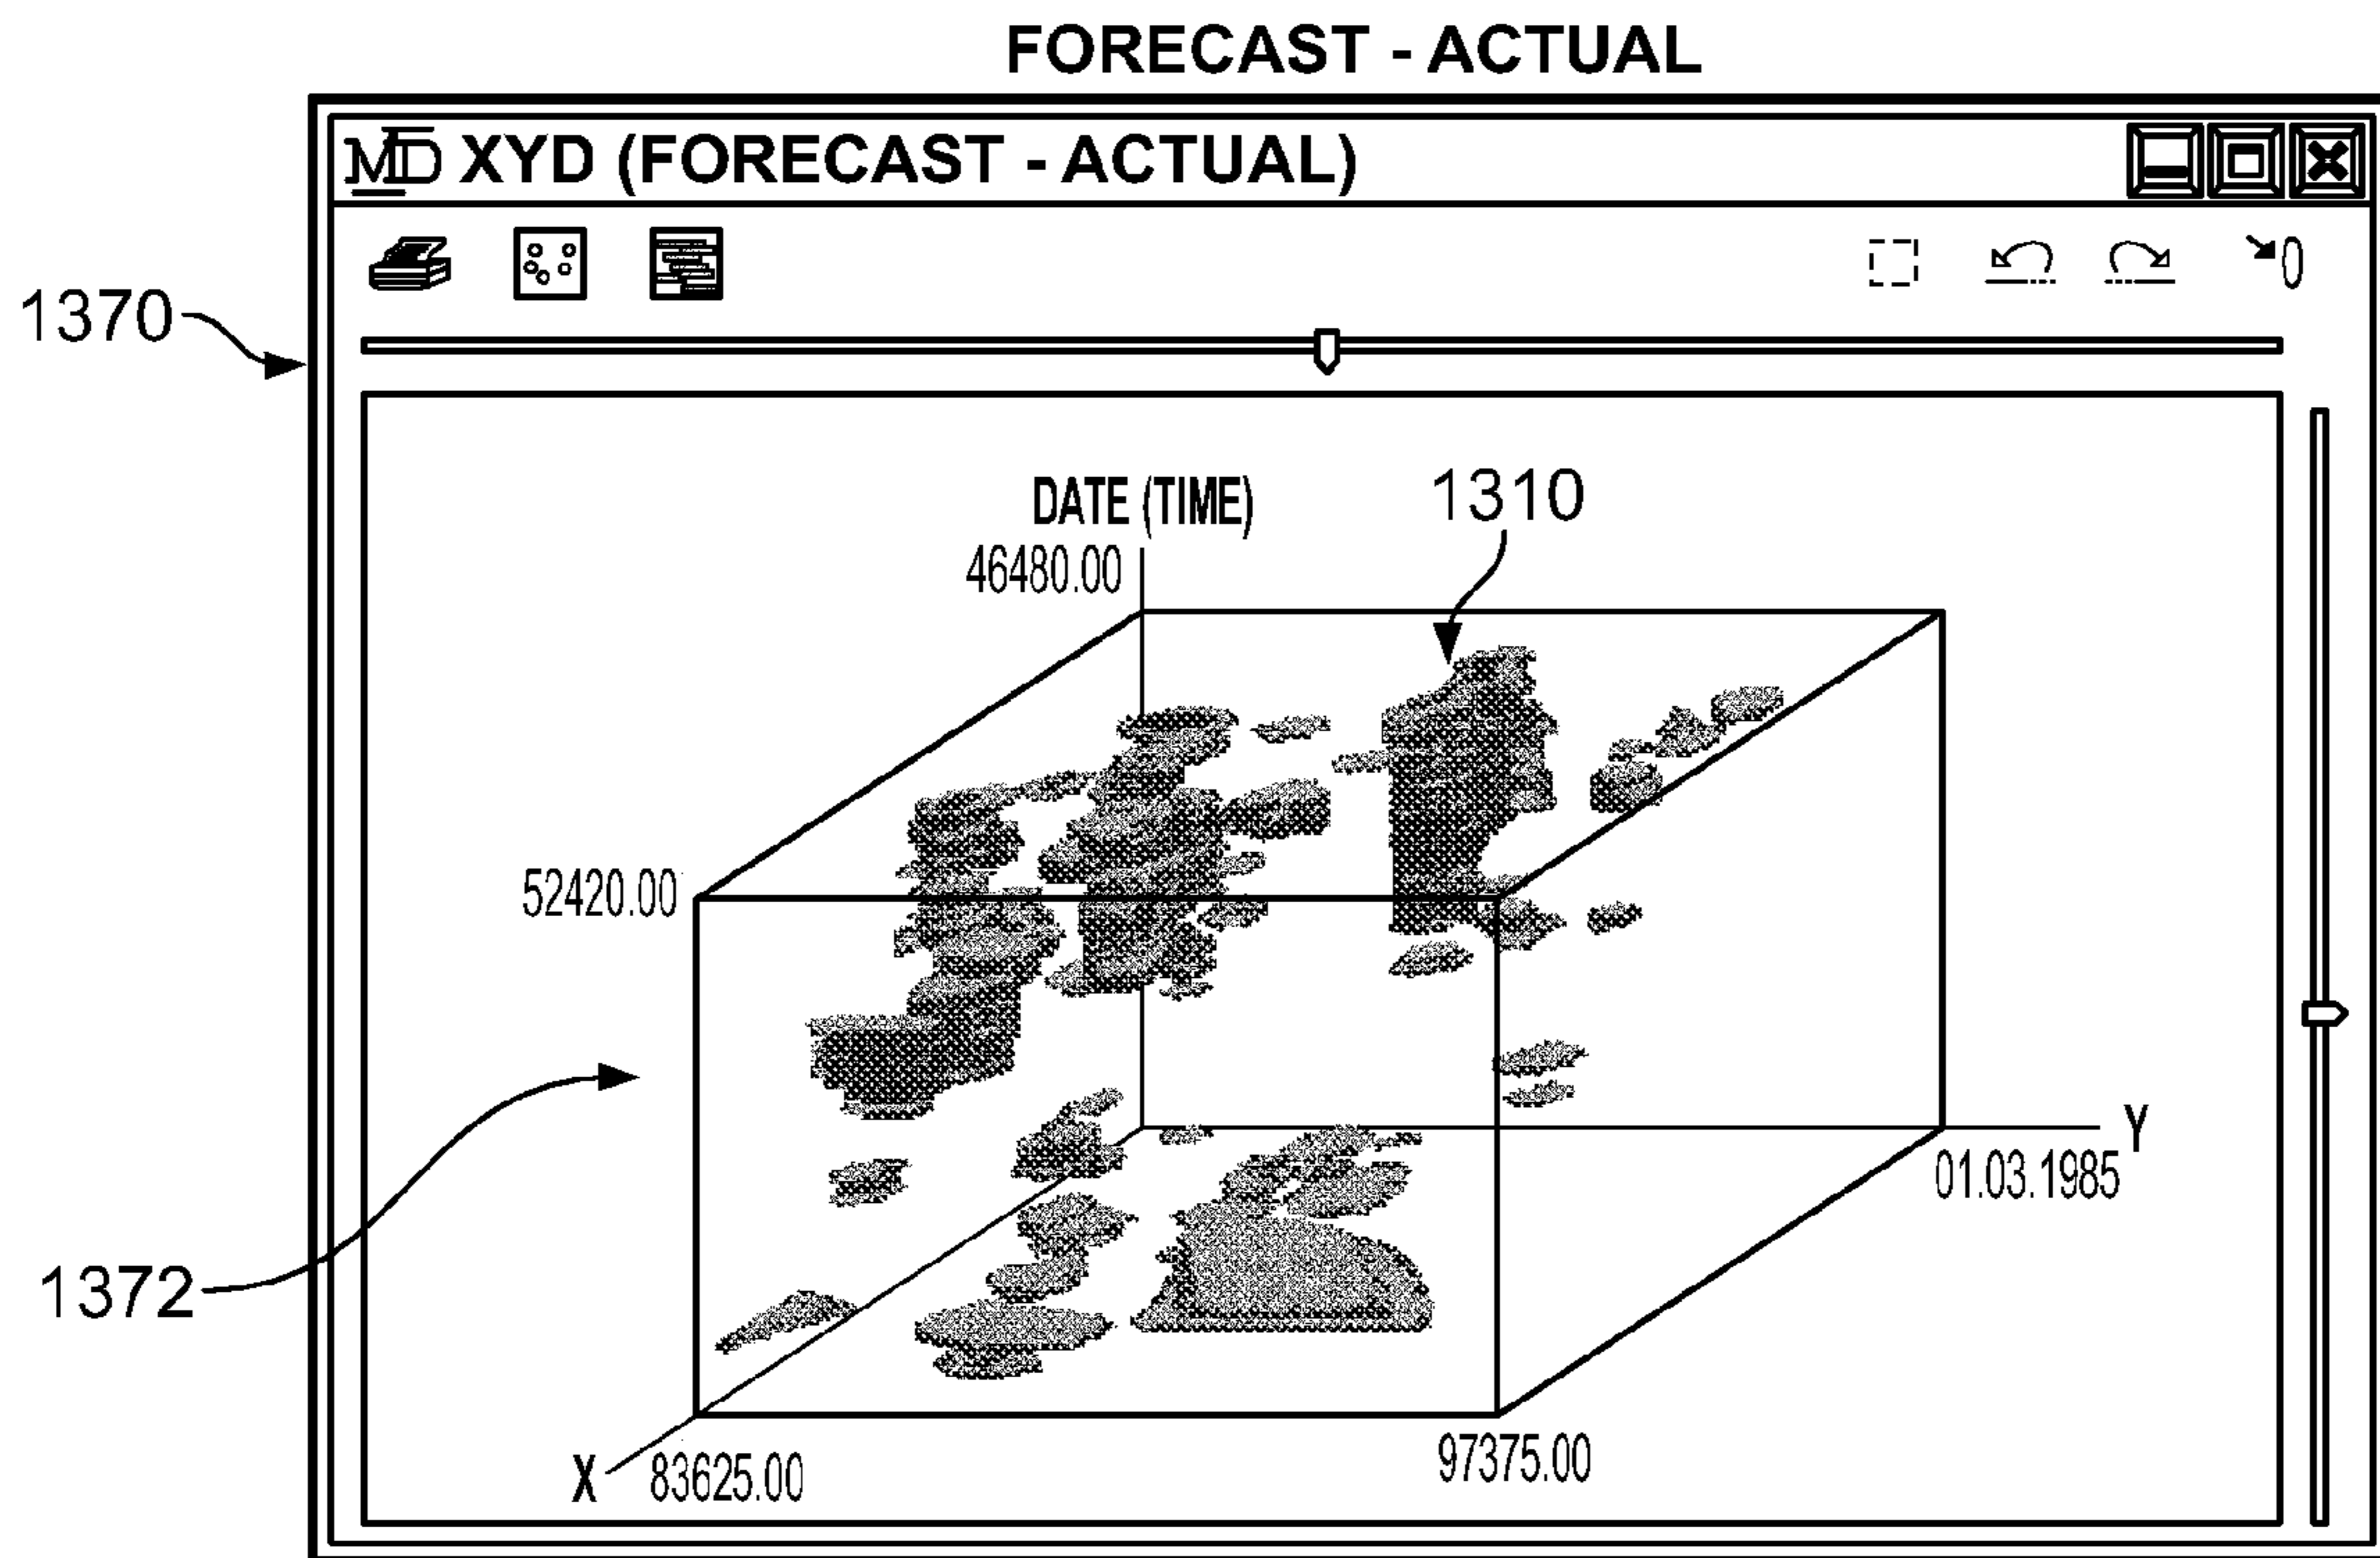 FORECAST - ACTUAL
MD XYD (FORECAST - ACTUAL)
0
1370
1310
DATE (TIME)
46480.00
52420.00
Y
01.03.1985
1372
X
83625.00
97375.00